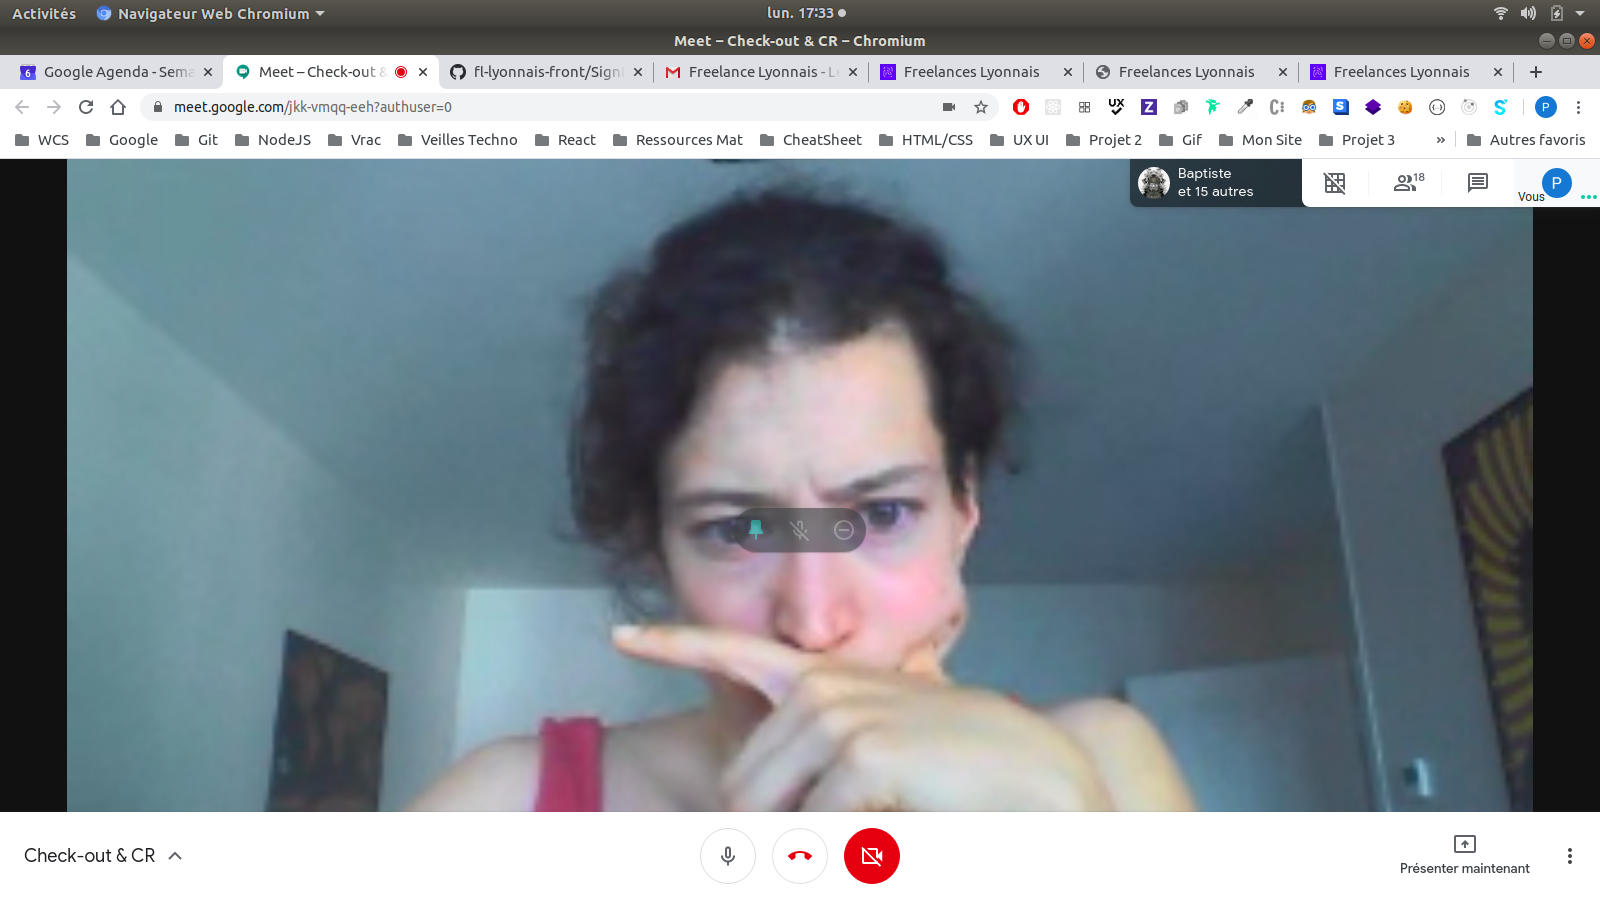 Activités
Navigateur Web Chromium
lun. 17:33
Meet – Check-out & CR – Chromium
6
Google Agenda - Sema
Meet – Check-out &
fl-lyonnais-front/SignI
Freelance Lyonnais - L
Freelances Lyonnais
Freelances Lyonnais
Freelances Lyonnais
meet.google.com/jkk-vmqq-eeh?authuser=0
UX
Z
S
C
S
P
WCS
Google
Git
NodeJS
Vrac
Veilles Techno
React
Ressources Mat
CheatSheet
HTML/CSS
UX UI
Projet 2
Gif
Mon Site
Projet 3
»
Autres favoris
Baptiste
et 15 autres
18
Vous
P
Check-out & CR
Présenter maintenant